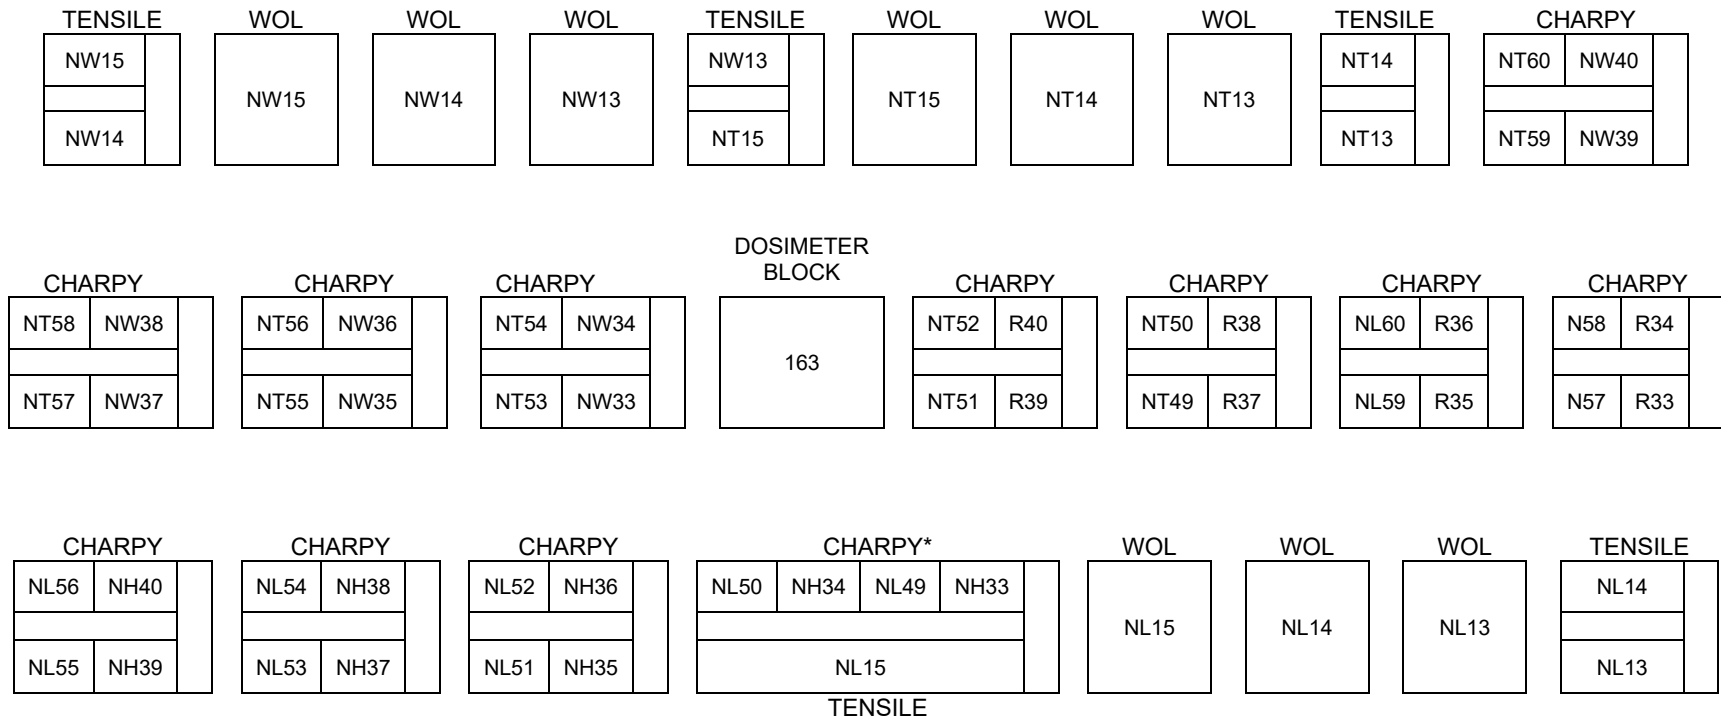 TENSILE WOL WOL WOL TENSILE WOL WOL WOL TENSILE CHARPY
NW15 NW13 NT14 NT60 NW40
NW15 NW14 NW13 NT15 NT14 NT13
NW14 NT15 NT13 NT59 NW39
DOSIMETER
BLOCK
CHARPY CHARPY CHARPY CHARPY CHARPY CHARPY CHARPY
NT58 NW38 NT56 NW36 NT54 NW34 NT52 R40 NT50 R38 NL60 R36 N58 R34
163
NT57 NW37 NT55 NW35 NT53 NW33 NT51 R39 NT49 R37 NL59 R35 N57 R33
CHARPY CHARPY CHARPY CHARPY* WOL WOL WOL TENSILE
NL56 NH40 NL54 NH38 NL52 NH36 NL50 NH34 NL49 NH33 NL14
NL15 NL14 NL13
NL55 NH39 NL53 NH37 NL51 NH35 NL15 NL13
TENSILE